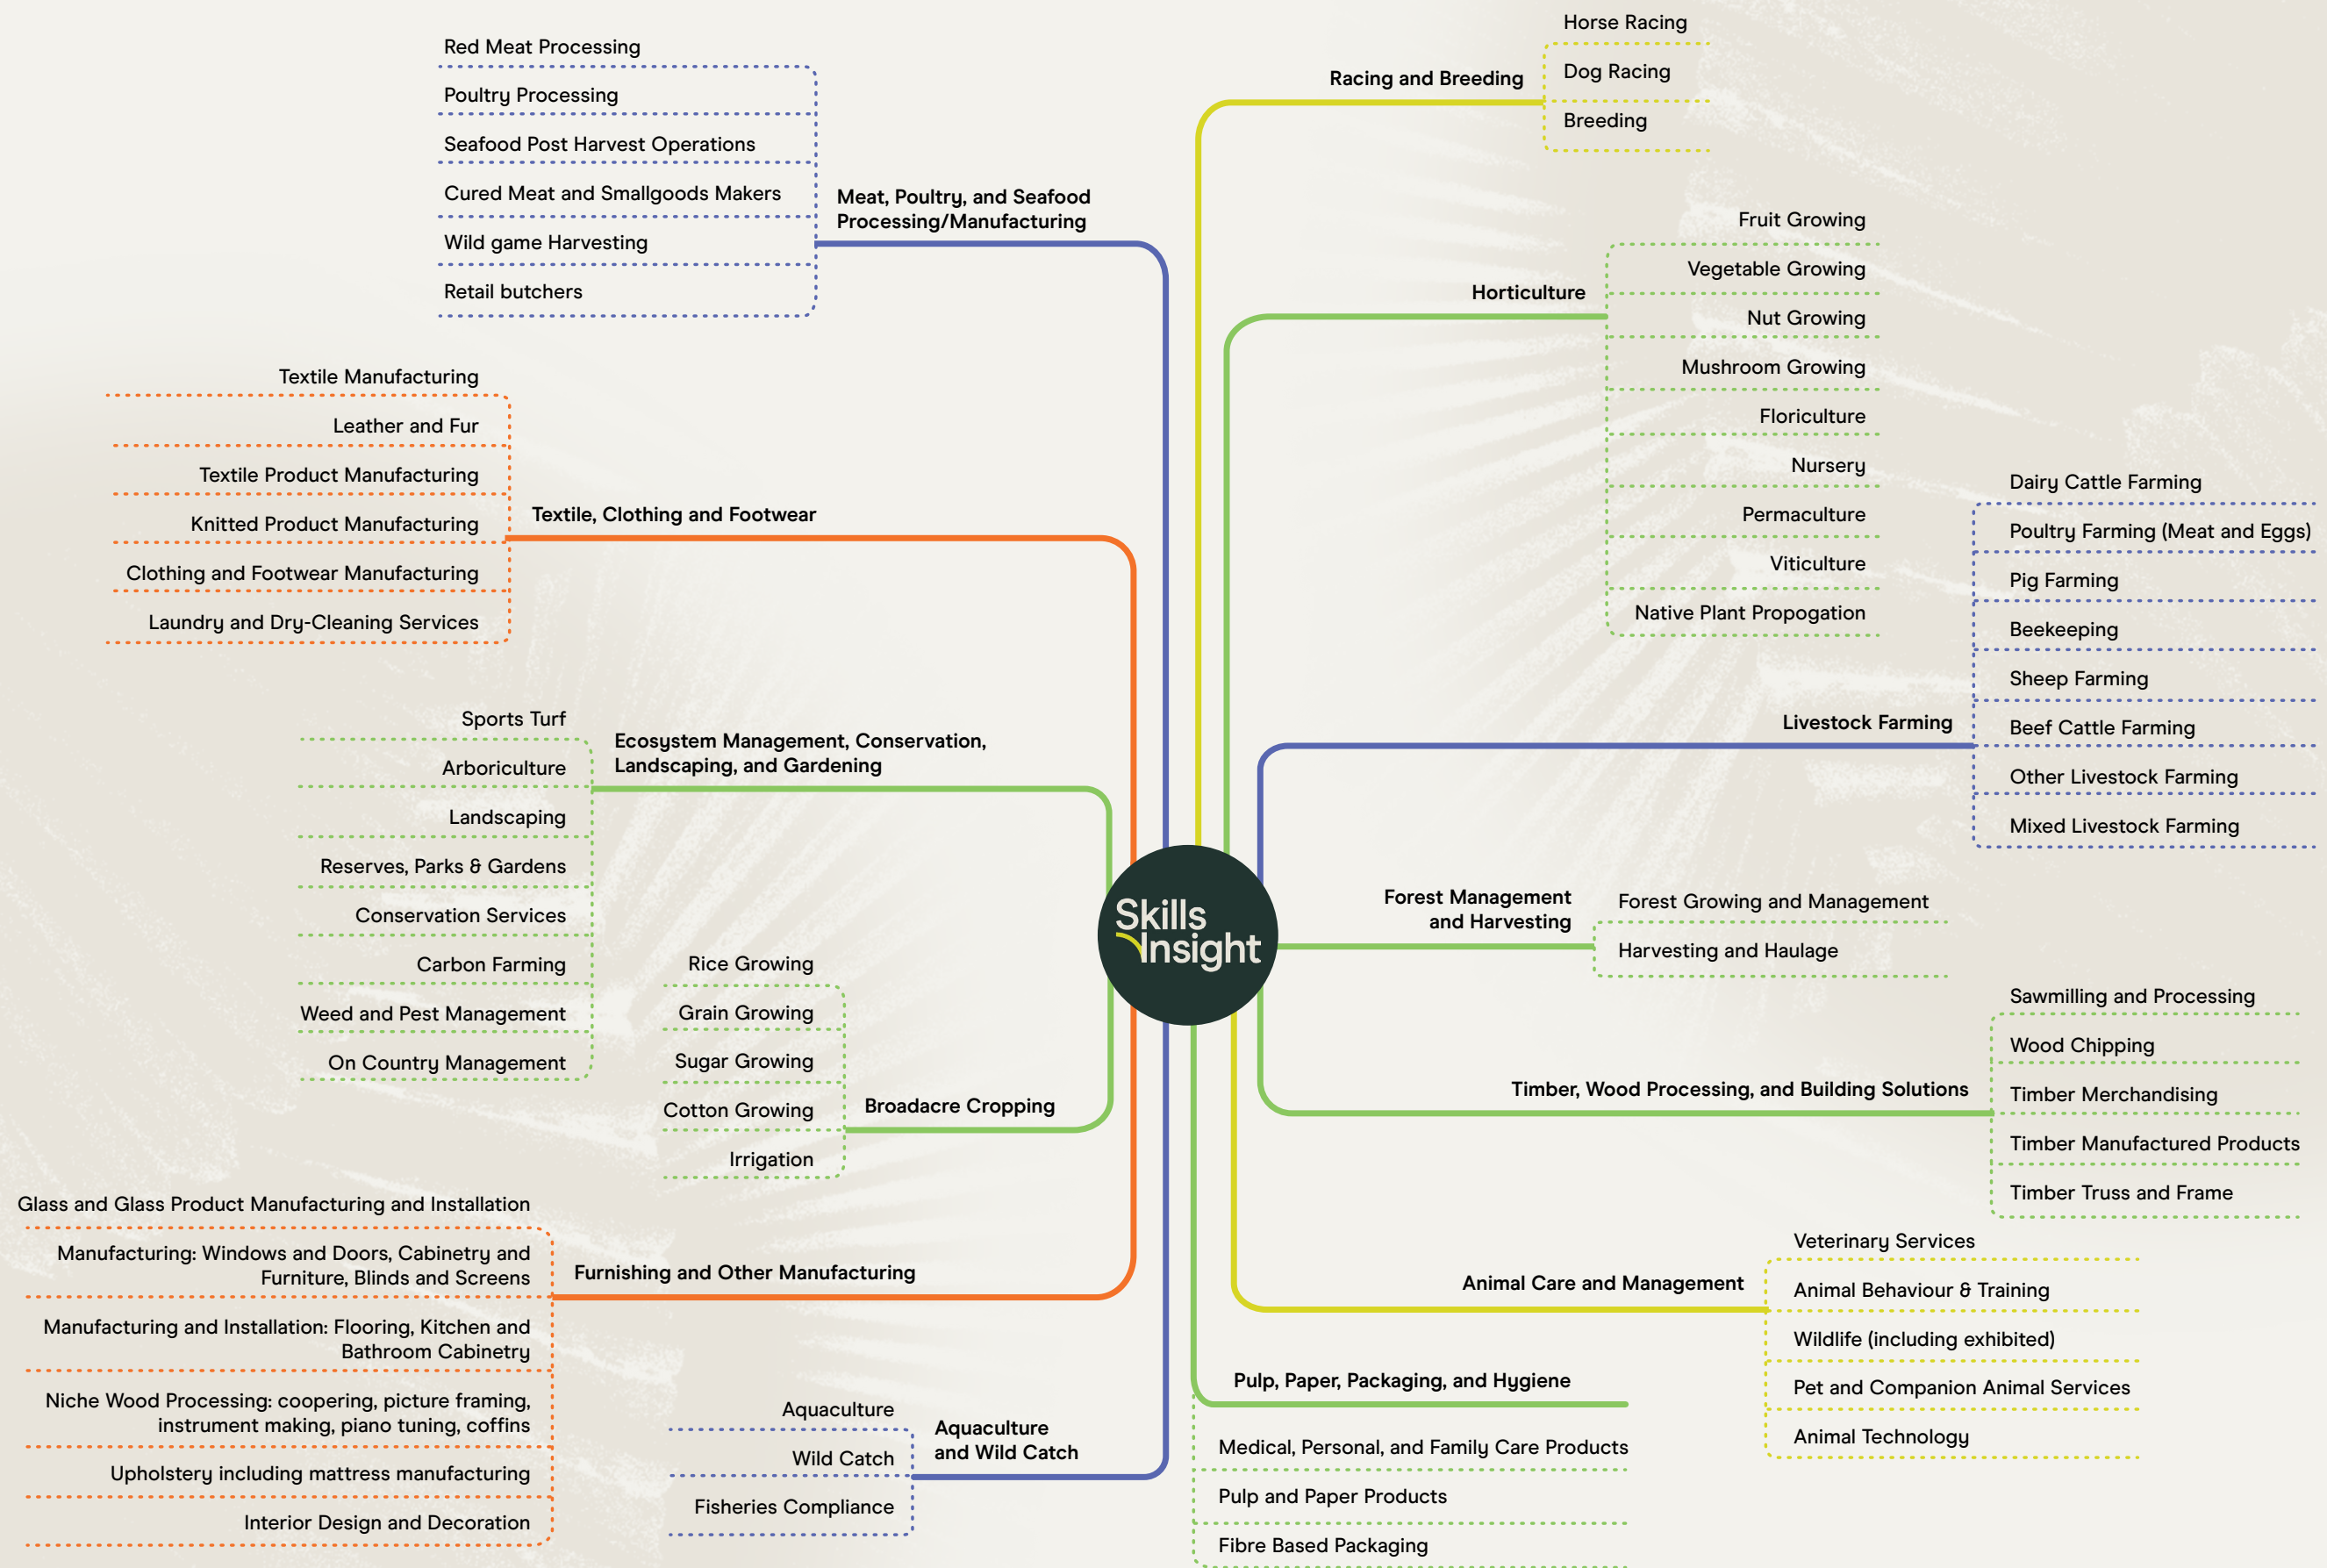 Red Meat Processing
Poultry Processing
Seafood Post Harvest Operations
Cured Meat and Smallgoods Makers
Wild game Harvesting
Retail butchers
Meat, Poultry, and Seafood
Processing/Manufacturing
Textile Manufacturing
Leather and Fur
Textile Product Manufacturing
Knitted Product Manufacturing
Clothing and Footwear Manufacturing
Laundry and Dry-Cleaning Services
Textile, Clothing and Footwear
Sports Turf
Arboriculture
Landscaping
Reserves, Parks & Gardens
Conservation Services
Carbon Farming
Weed and Pest Management
On Country Management
Ecosystem Management, Conservation,
Landscaping, and Gardening
Rice Growing
Grain Growing
Sugar Growing
Cotton Growing
Irrigation
Broadacre Cropping
Glass and Glass Product Manufacturing and Installation
Manufacturing: Windows and Doors, Cabinetry and
Furniture, Blinds and Screens
Manufacturing and Installation: Flooring, Kitchen and
Bathroom Cabinetry
Niche Wood Processing: coopering, picture framing,
instrument making, piano tuning, coffins
Upholstery including mattress manufacturing
Interior Design and Decoration
Furnishing and Other Manufacturing
Aquaculture
Wild Catch
Fisheries Compliance
Aquaculture
and Wild Catch
Skills
Insight
Racing and Breeding
Horse Racing
Dog Racing
Breeding
Horticulture
Fruit Growing
Vegetable Growing
Nut Growing
Mushroom Growing
Floriculture
Nursery
Permaculture
Viticulture
Native Plant Propogation
Livestock Farming
Dairy Cattle Farming
Poultry Farming (Meat and Eggs)
Pig Farming
Beekeeping
Sheep Farming
Beef Cattle Farming
Other Livestock Farming
Mixed Livestock Farming
Forest Management
and Harvesting
Forest Growing and Management
Harvesting and Haulage
Timber, Wood Processing, and Building Solutions
Sawmilling and Processing
Wood Chipping
Timber Merchandising
Timber Manufactured Products
Timber Truss and Frame
Animal Care and Management
Veterinary Services
Animal Behaviour & Training
Wildlife (including exhibited)
Pet and Companion Animal Services
Animal Technology
Pulp, Paper, Packaging, and Hygiene
Medical, Personal, and Family Care Products
Pulp and Paper Products
Fibre Based Packaging